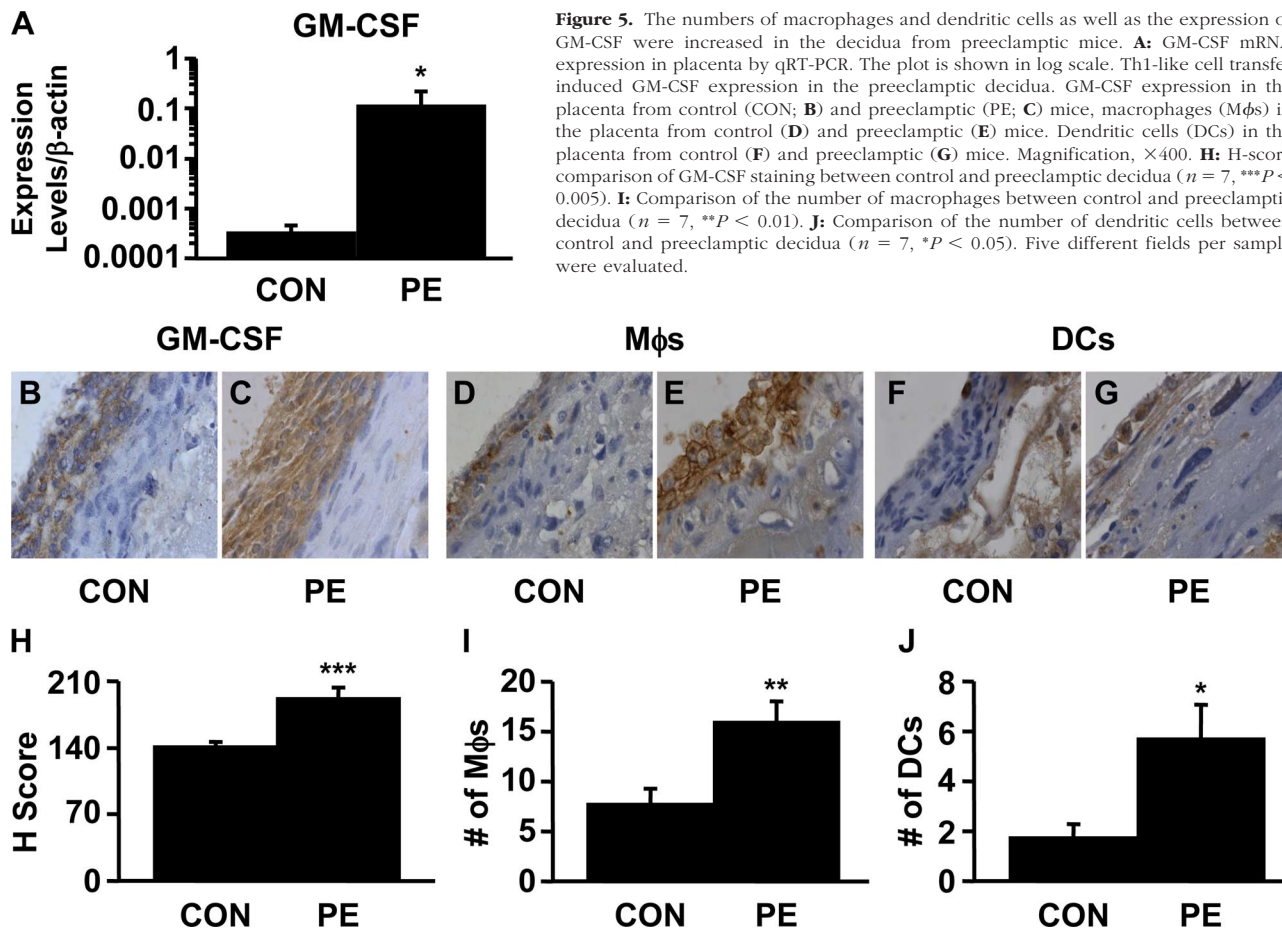 A
GM-CSF
Expression
Levels/β-actin
1
0.1
0.01
0.001
0.0001
*
CON
PE
Figure 5. The numbers of macrophages and dendritic cells as well as the expression o
GM-CSF were increased in the decidua from preeclamptic mice. A: GM-CSF mRNA
expression in placenta by qRT-PCR. The plot is shown in log scale. Th1-like cell transfe
induced GM-CSF expression in the preeclamptic decidua. GM-CSF expression in th
placenta from control (CON; B) and preeclamptic (PE; C) mice, macrophages (Mϕs) i
the placenta from control (D) and preeclamptic (E) mice. Dendritic cells (DCs) in th
placenta from control (F) and preeclamptic (G) mice. Magnification, ×400. H: H-scor
comparison of GM-CSF staining between control and preeclamptic decidua (n = 7, ***P <
0.005). I: Comparison of the number of macrophages between control and preeclampti
decidua (n = 7, **P < 0.01). J: Comparison of the number of dendritic cells betwee
control and preeclamptic decidua (n = 7, *P < 0.05). Five different fields per sampl
were evaluated.
GM-CSF
Mϕs
DCs
B
C
D
E
F
G
CON
PE
CON
PE
CON
PE
H
H Score
210
140
70
0
***
CON
PE
I
# of Mϕs
20
15
10
5
0
**
CON
PE
J
# of DCs
8
6
4
2
0
*
CON
PE